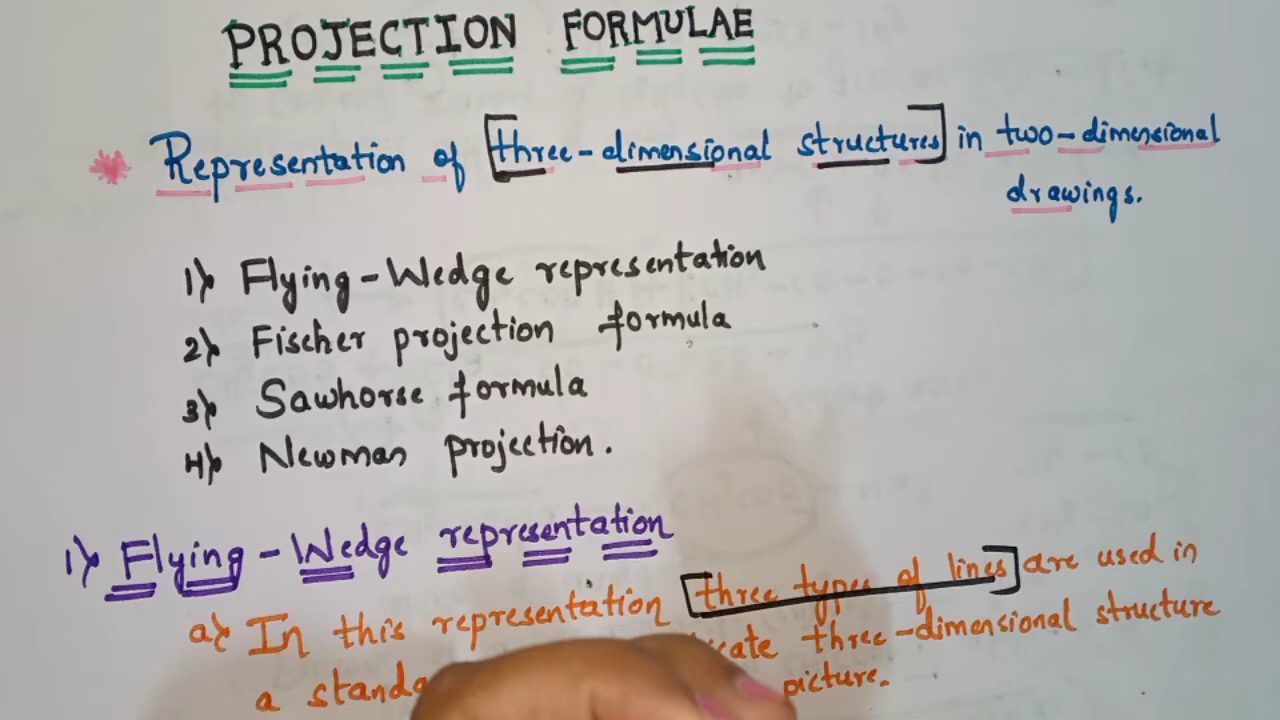 PROJECTION FORMULAE
Representation of [three-dimensional structures] in two-dimensional
drawings.
1) Flying-Wedge representation
2) Fischer projection formula
3) Sawhorse formula
4) Newman projection.
1) Flying-Wedge representation
a) In this representation [three types of lines] are used in
a three-dimensional structure
picture.